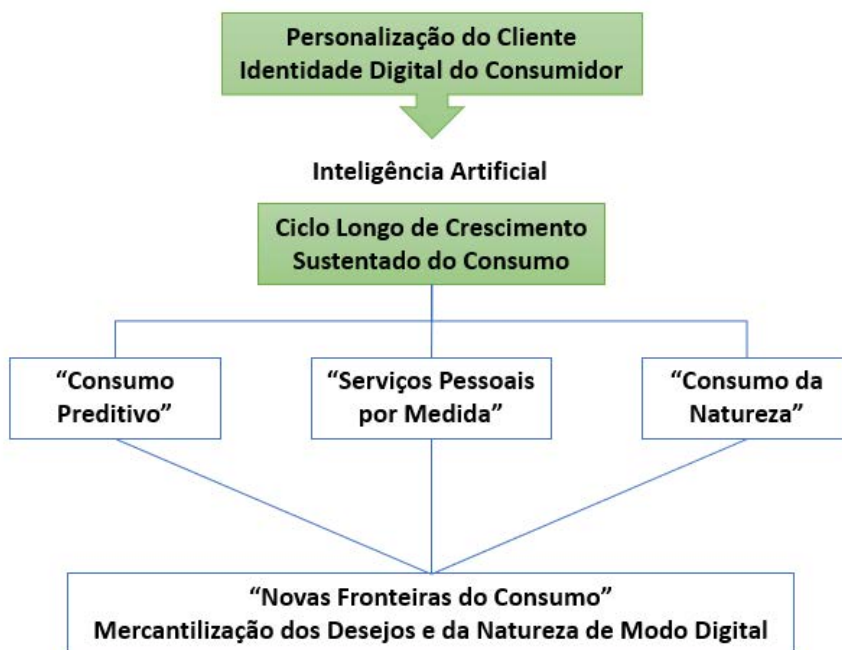 Personalização do Cliente
Identidade Digital do Consumidor
Inteligência Artificial
Ciclo Longo de Crescimento
Sustentado do Consumo
“Consumo
Preditivo”
“Serviços Pessoais
por Medida”
“Consumo da
Natureza”
“Novas Fronteiras do Consumo”
Mercantilização dos Desejos e da Natureza de Modo Digital